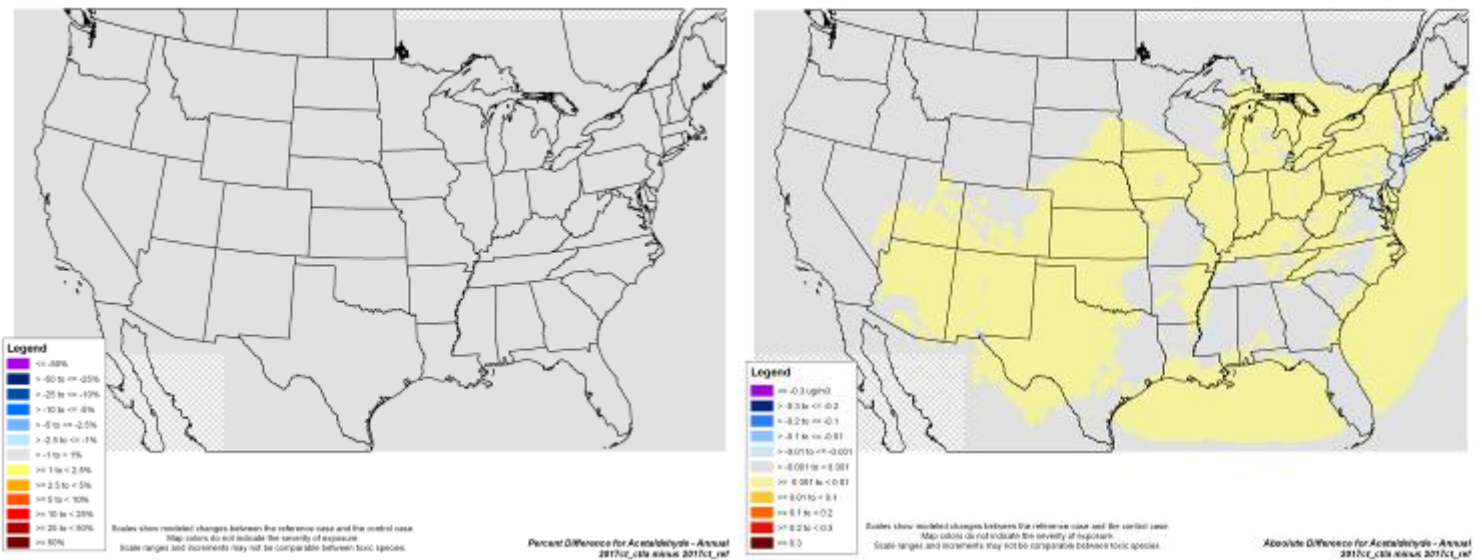 Legend
<= -50%
> -50 to <= -25%
> -25 to <= -10%
> -10 to <= -5%
> -5 to <= -2.5%
> -2.5 to <= -1%
> -1 to < 1%
>= 1 to < 2.5%
>= 2.5 to < 5%
>= 5 to < 10%
>= 10 to < 25%
>= 25 to < 50%
>= 50%
Scales show modeled changes between the reference case and the control case.
Map colors do not indicate the severity of exposure.
Scale ranges and increments may not be comparable between toxic species.
Percent Difference for Acetaldehyde - Annual
2017ct_ctla minus 2017ct_ref
Legend
<= -0.3 ug/m3
> -0.3 to <= -0.2
> -0.2 to <= -0.1
> -0.1 to <= -0.01
> -0.01 to <= -0.001
> -0.001 to < 0.001
>= 0.001 to < 0.01
>= 0.01 to < 0.1
>= 0.1 to < 0.2
>= 0.2 to < 0.3
>= 0.3
Scales show modeled changes between the reference case and the control case.
Map colors do not indicate the severity of exposure.
Scale ranges and increments may not be comparable between toxic species.
Absolute Difference for Acetaldehyde - Annual
2017ct_ctla minus 2017ct_ref